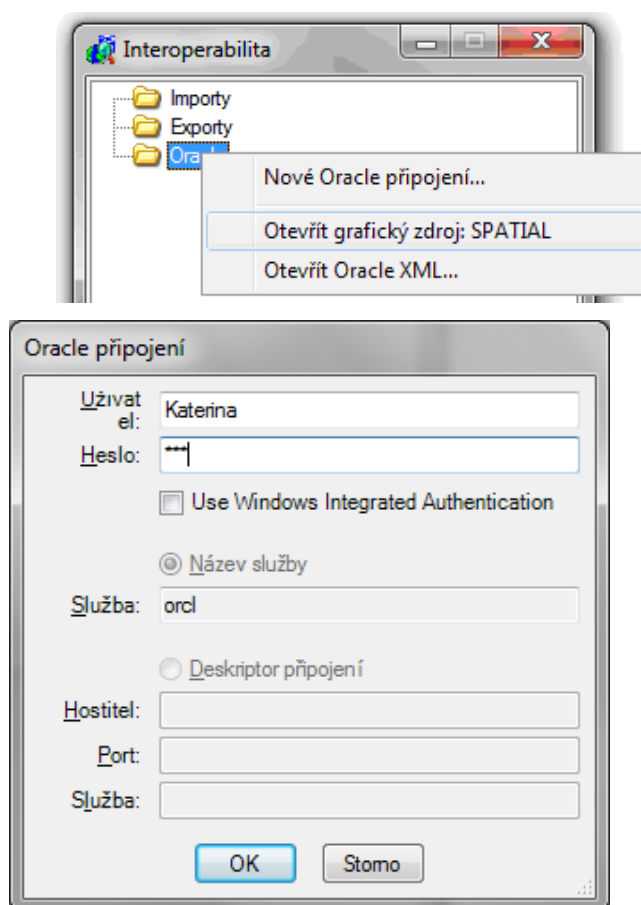 Interoperabilita
Importy
Exporty
Nové Oracle připojení...
Otevřít grafický zdroj: SPATIAL
Otevřít Oracle XML...
Oracle připojení
Uživat
el:
Katerina
Heslo:
***
Use Windows Integrated Authentication
Název služby
Služba:
orcl
Deskriptor připojení
Hostitel:
Port:
Služba:
OK
Storno